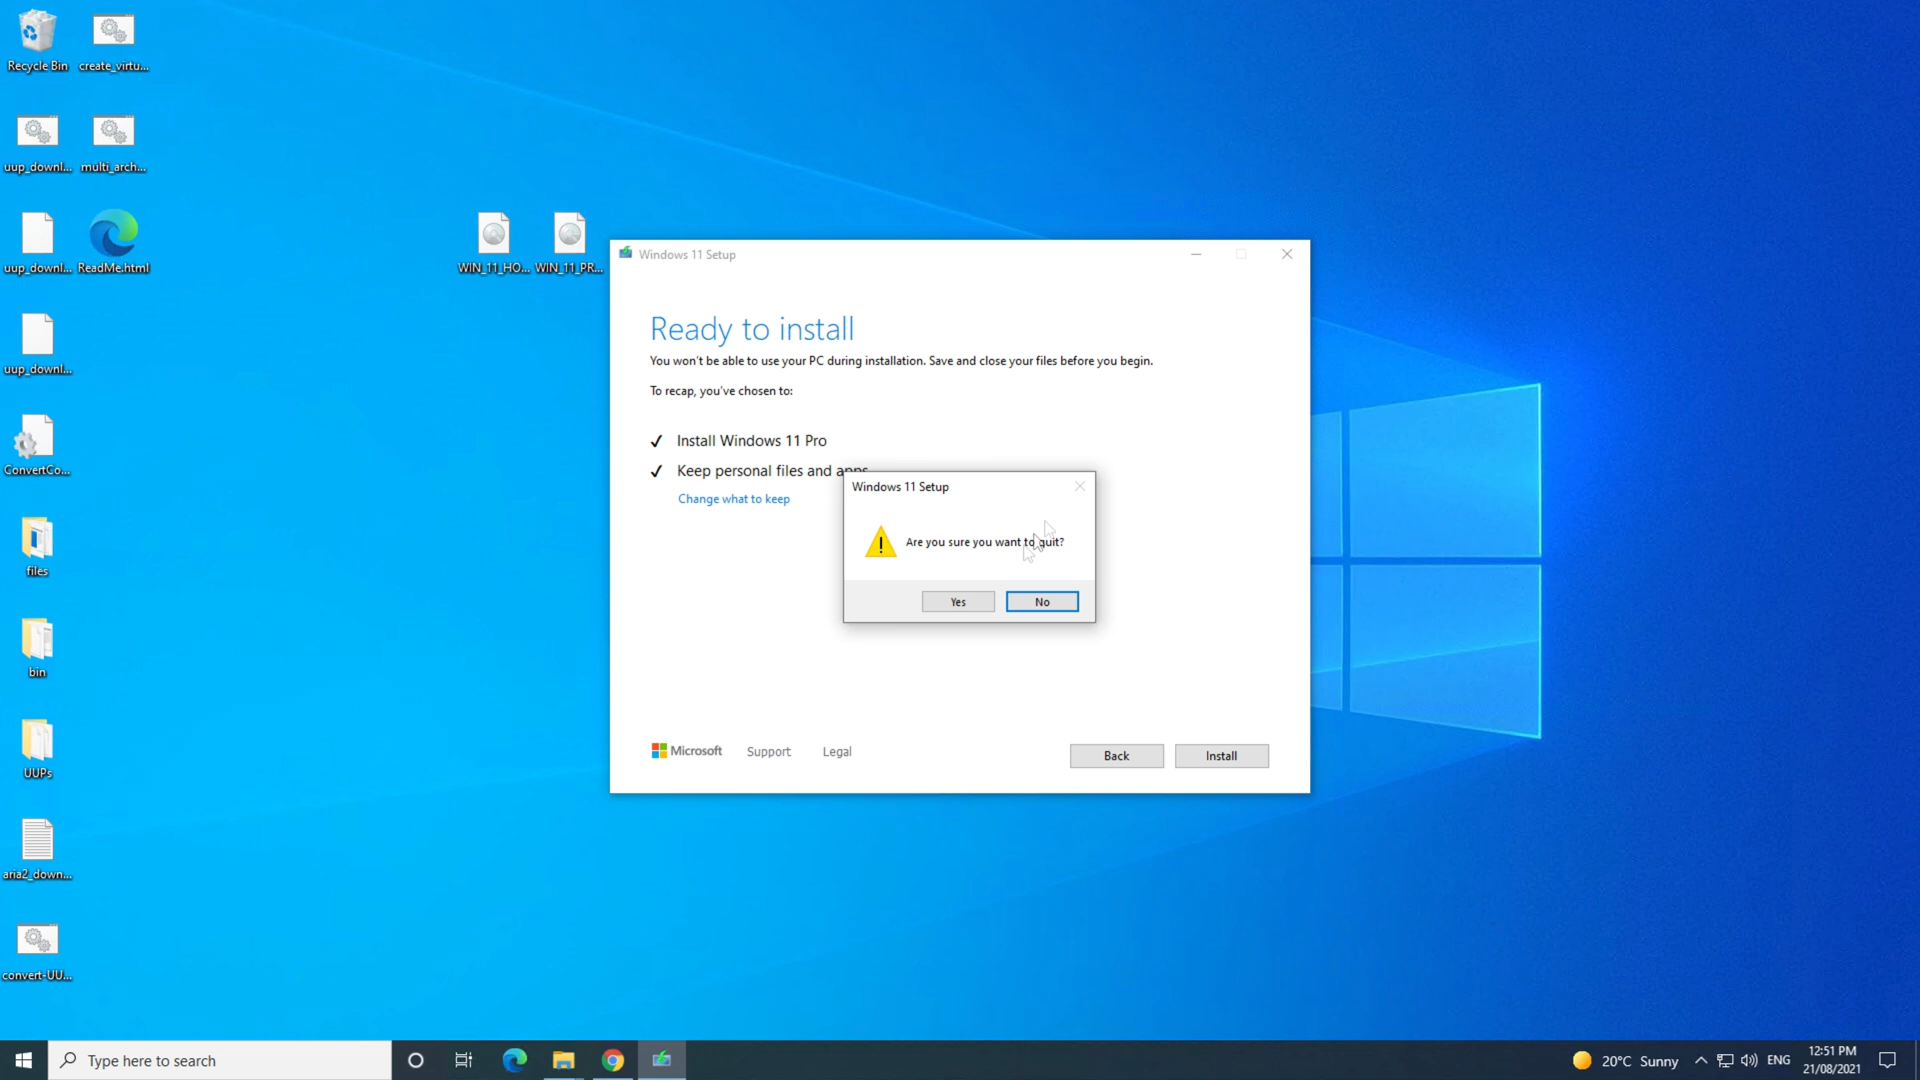 Recycle Bin
create_virtu...
uup_downl...
multi_arch...
uup_downl...
ReadMe.html
WIN_11_HO...
WIN_11_PR...
uup_downl...
ConvertCo...
files
bin
UUPs
aria2_down...
convert-UU...
Windows 11 Setup
Ready to install
You won't be able to use your PC during installation. Save and close your files before you begin.
To recap, you've chosen to:
Install Windows 11 Pro
Keep personal files and apps
Change what to keep
Windows 11 Setup
Are you sure you want to quit?
Yes
No
Microsoft
Support
Legal
Back
Install
Type here to search
20°C Sunny
ENG
12:51 PM
21/08/2021